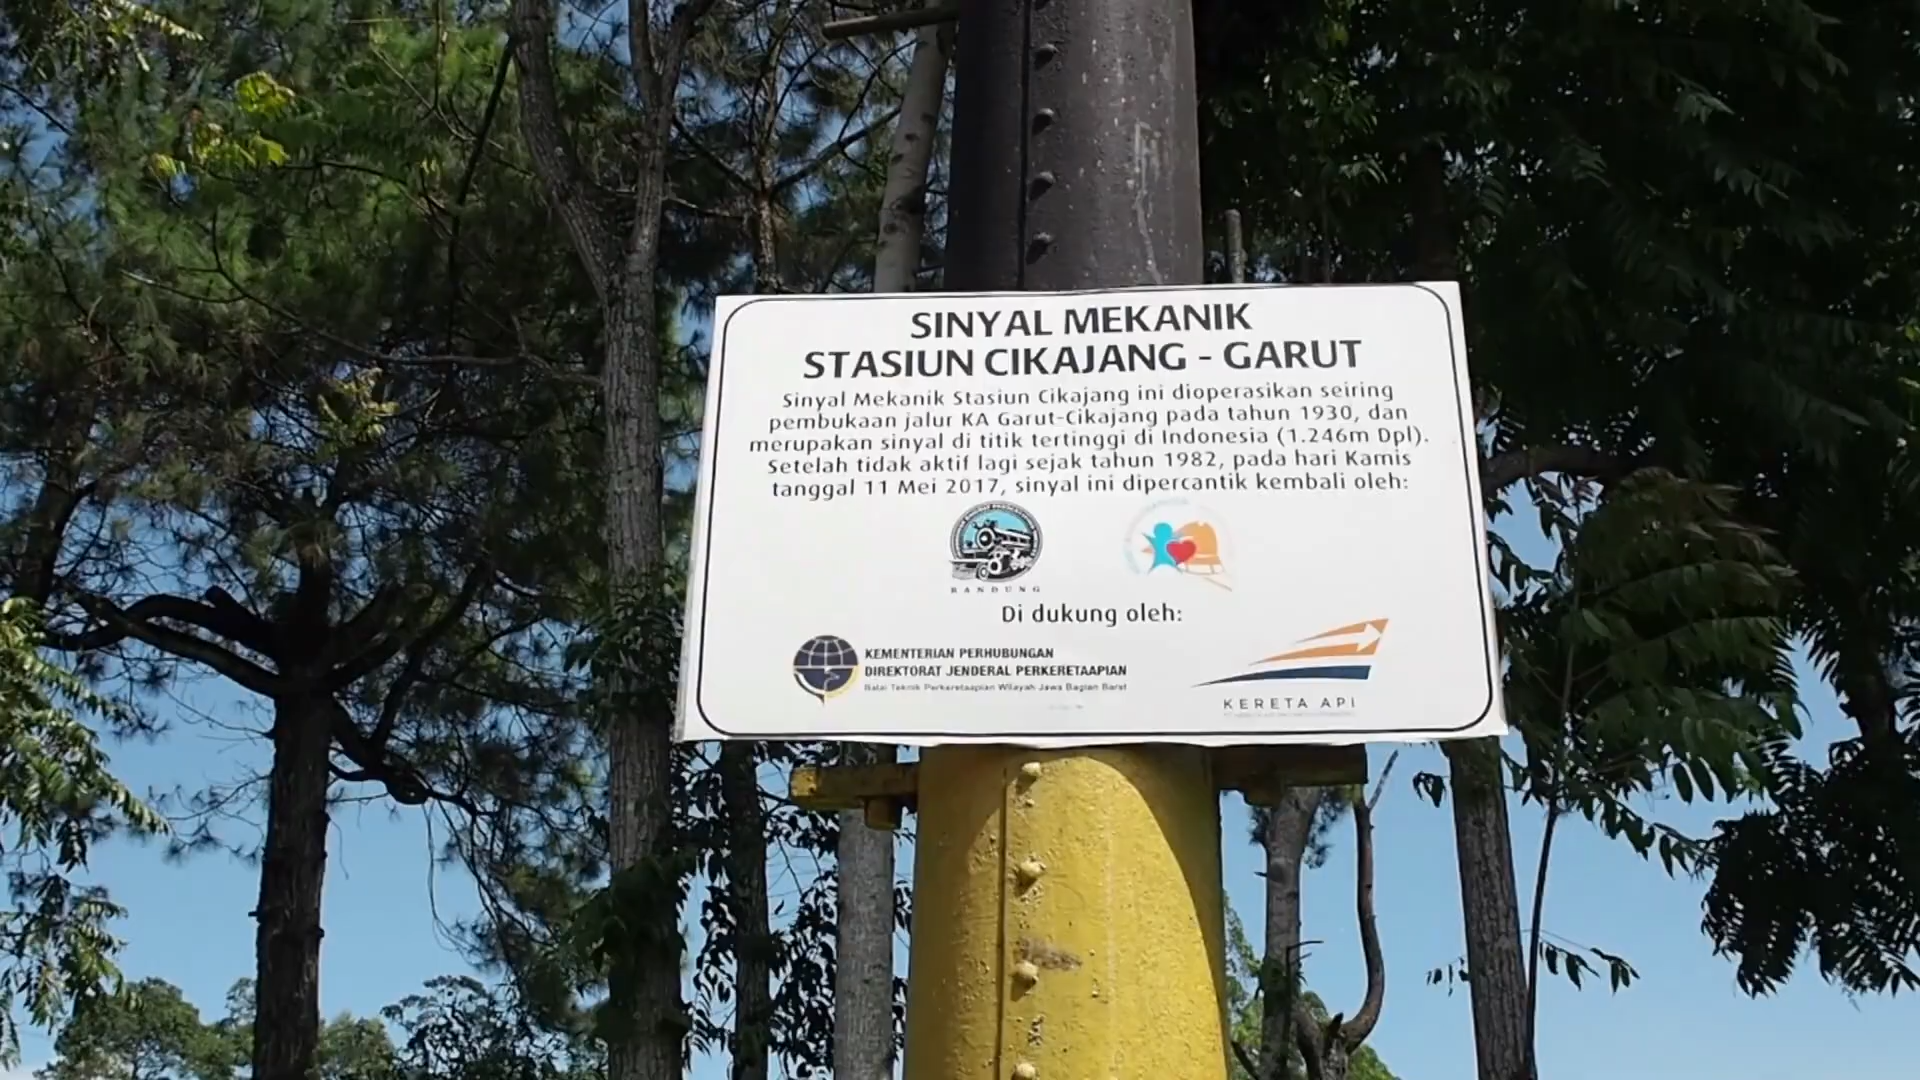 SINYAL MEKANIK
STASIUN CIKAJANG - GARUT
Sinyal Mekanik Stasiun Cikajang ini dioperasikan seiring
pembukaan jalur KA Garut-Cikajang pada tahun 1930, dan
merupakan sinyal di titik tertinggi di Indonesia (1.246m Dpl).
Setelah tidak aktif lagi sejak tahun 1982, pada hari Kamis
tanggal 11 Mei 2017, sinyal ini dipercantik kembali oleh:
BANDUNG
Di dukung oleh:
KEMENTERIAN PERHUBUNGAN
DIREKTORAT JENDERAL PERKERETAAPIAN
Balai Teknik Perkeretaapian Wilayah Jawa Bagian Barat
KERETA API